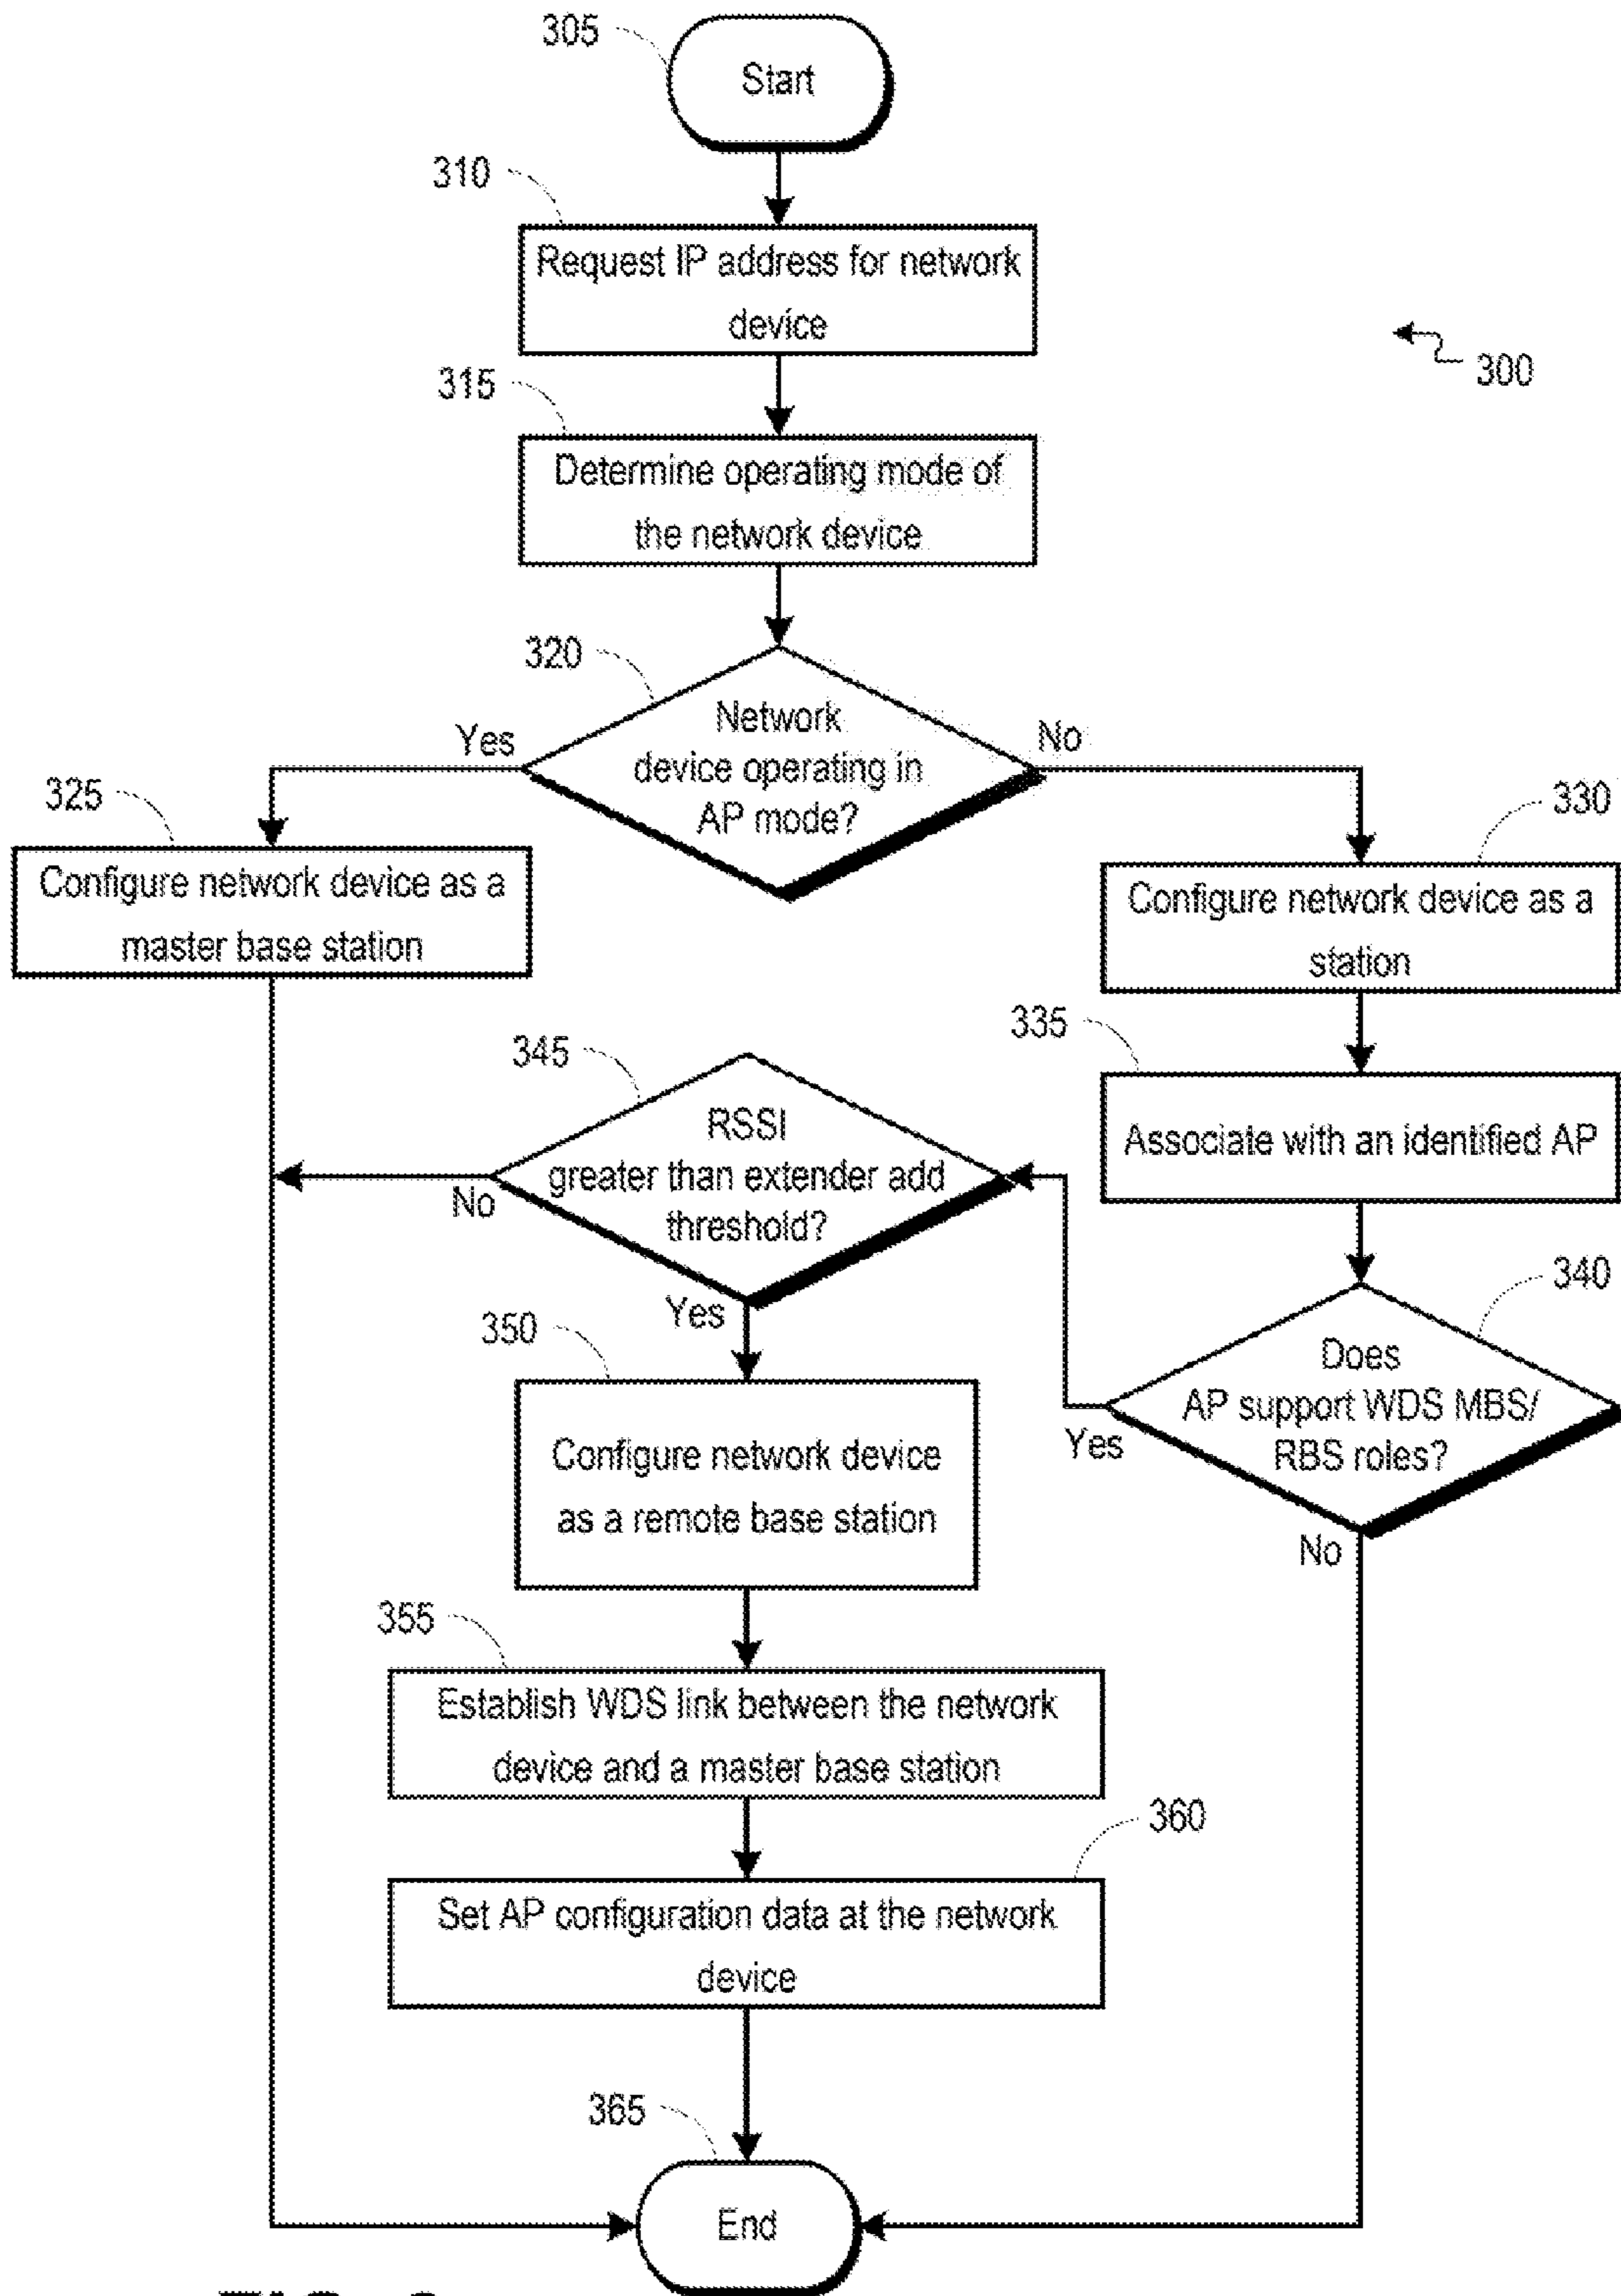 305
Start
310
Request IP address for network
device
315
300
Determine operating mode of
the network device
320
Network
device operating in
AP mode?
Yes
No
325
Configure network device as a
master base station
330
Configure network device as a
station
335
Associate with an identified AP
345
RSSI
greater than extender add
threshold?
No
Yes
340
Does
AP support WDS MBS/
RBS roles?
Yes
No
350
Configure network device
as a remote base station
355
Establish WDS link between the network
device and a master base station
360
Set AP configuration data at the network
device
365
End